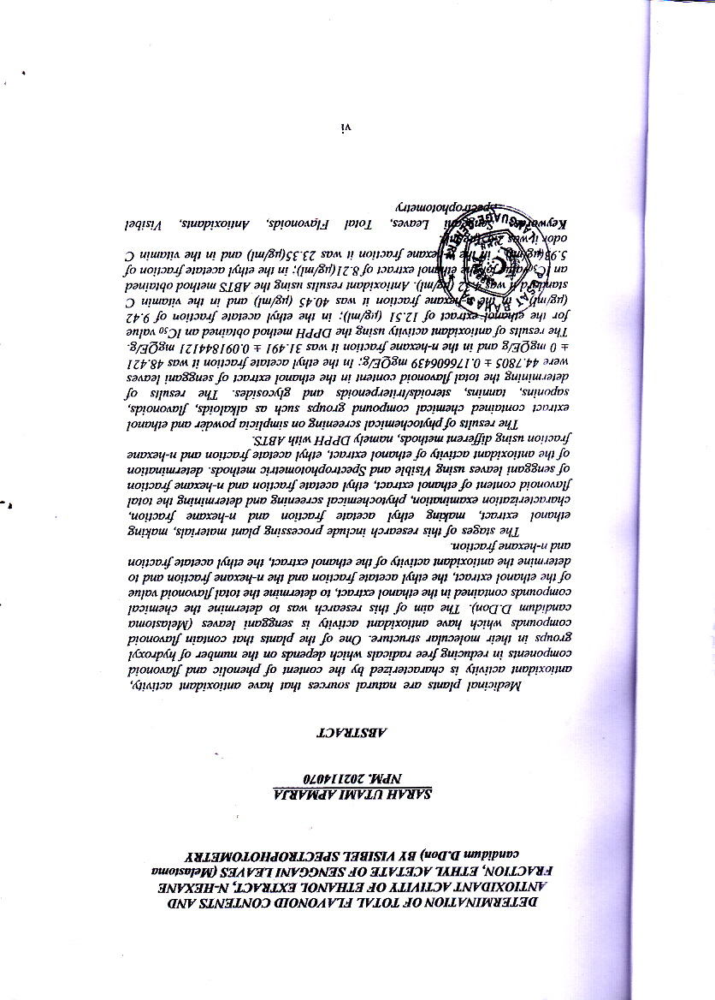 DETERMINATION OF TOTAL FLAVONOID CONTENTS AND
ANTIOXIDANT ACTIVITY OF ETHANOL EXTRACT, N-HEXANE
FRACTION, ETHYL ACETATE OF SENGGANI LEAVES (Melastoma
candidum D.Don) BY VISIBEL SPECTROPHOTOMETRY
SARAH UTAMI APMARJA
NPM. 202114070
ABSTRACT
Medicinal plants are natural sources that have antioxidant activity,
antioxidant activity is characterized by the content of phenolic and flavonoid
components in reducing free radicals which depends on the number of hydroxyl
groups in their molecular structure. One of the plants that contain flavonoid
compounds which have antioxidant activity is senggani leaves (Melastoma
candidum D.Don). The aim of this research was to determine the chemical
compounds contained in the ethanol extract, to determine the total flavonoid value
of the ethanol extract, the ethyl acetate fraction and the n-hexane fraction and to
determine the antioxidant activity of the ethanol extract, the ethyl acetate fraction
and n-hexane fraction.
The stages of this research include processing plant materials, making
ethanol extract, making ethyl acetate fraction and n-hexane fraction,
characterization examination, phytochemical screening and determining the total
flavonoid content of ethanol extract, ethyl acetate fraction and n-hexane fraction
of senggani leaves using Visible and Spectrophotometric methods. determination
of the antioxidant activity of ethanol extract, ethyl acetate fraction and n-hexane
fraction using different methods, namely DPPH with ABTS.
The results of phytochemical screening on simplicia powder and ethanol
extract contained chemical compound groups such as alkaloids, flavonoids,
saponins, tannins, steroids/triterpenoids and glycosides. The results of
determining the total flavonoid content in the ethanol extract of senggani leaves
were 44.7805 ± 0.176606439 mgQE/g; In the ethyl acetate fraction it was 48.421
± 0 mgQE/g and in the n-hexane fraction it was 31.491 ± 0.091844121 mgQE/g.
The results of antioxidant activity using the DPPH method obtained an IC50 value
for the ethanol extract of 12.51 (µg/ml); in the ethyl acetate fraction of 9.42
(µg/ml) in the n-hexane fraction it was 40.45 (µg/ml) and in the vitamin C
standard it was (µg/ml). Antioxidant results using the ABTS method obtained
an IC50 value for the ethanol extract of 8.21(µg/ml); in the ethyl acetate fraction of
5.98(µg/ml) in the n-hexane fraction it was 23.35(µg/ml) and in the vitamin C
odor it was
Keywords: Senggani Leaves, Total Flavonoids, Antioxidants, Visibel
Spectrophotometry
PUSAT BAHASA
LANGUAGE CENTRE
vi